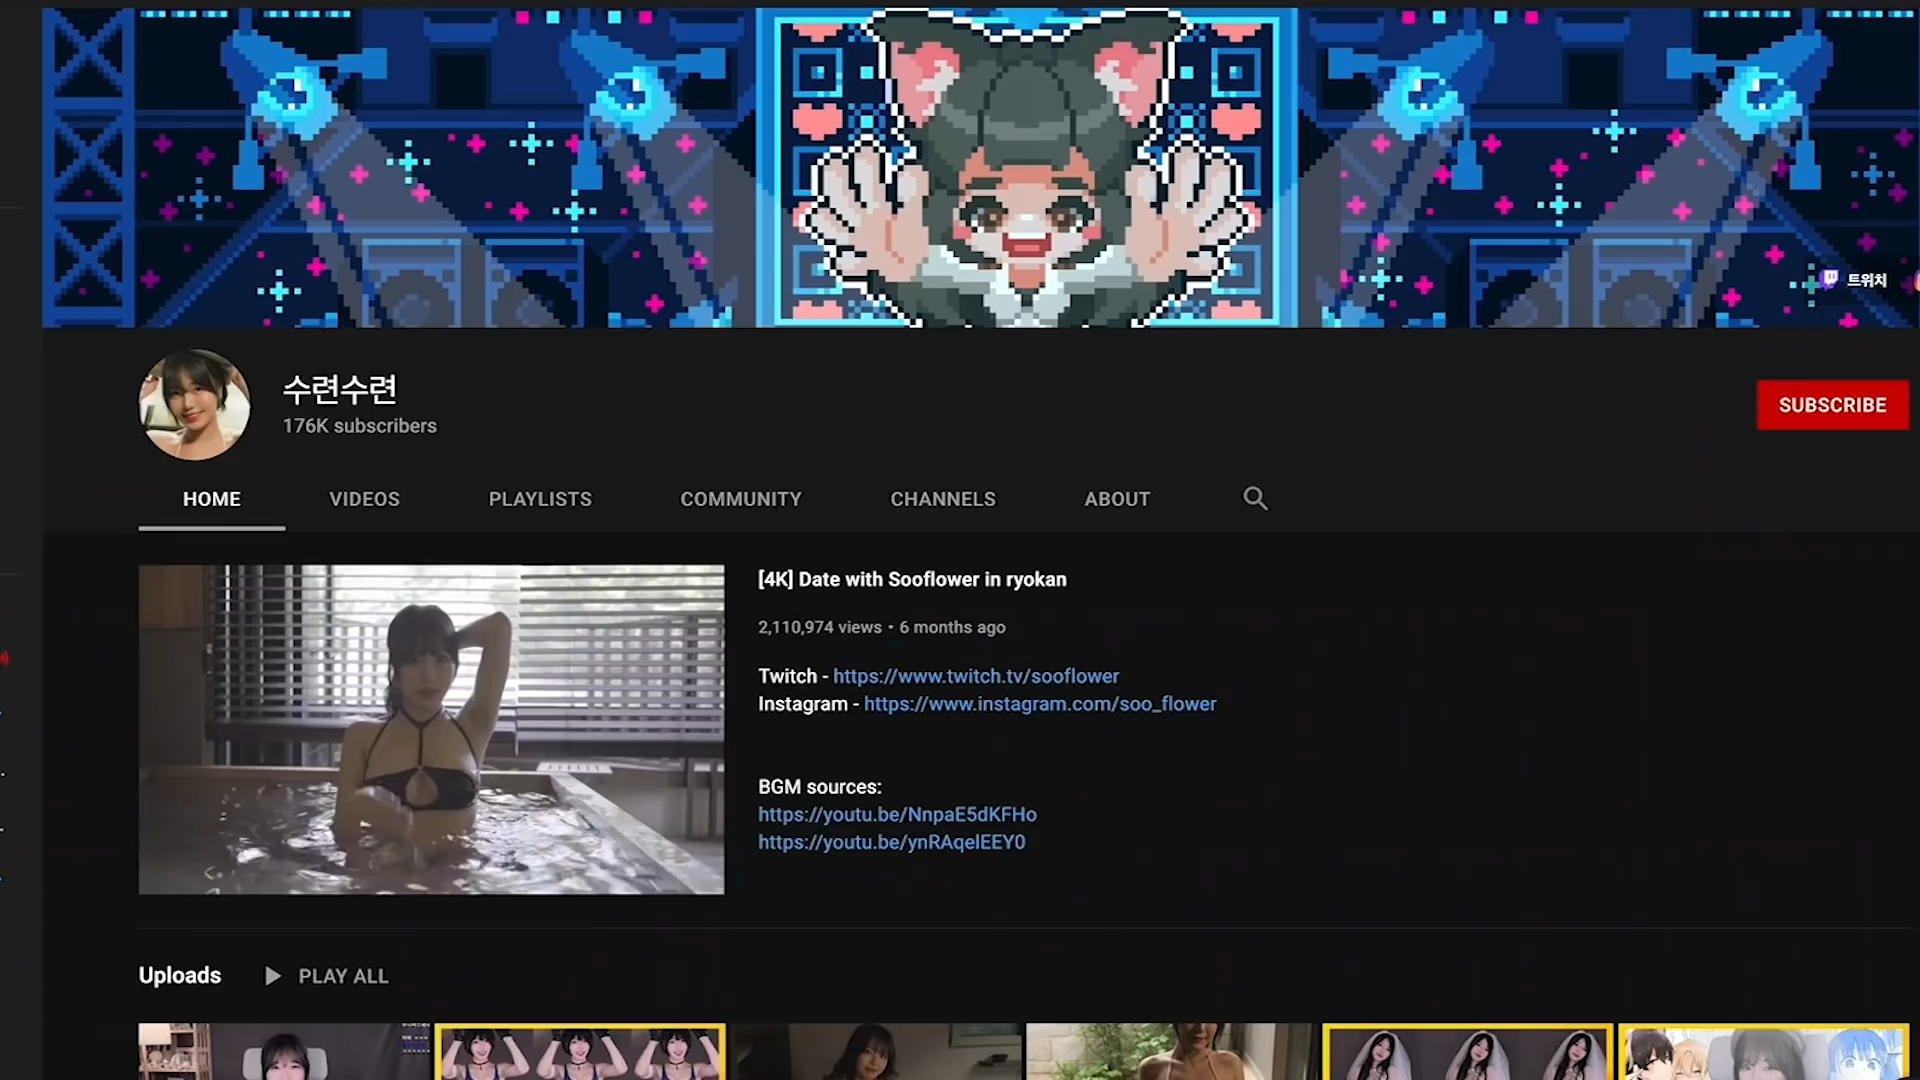 트위치
수련수련
176K subscribers
SUBSCRIBE
HOME VIDEOS PLAYLISTS COMMUNITY CHANNELS ABOUT
[4K] Date with Sooflower in ryokan
2,110,974 views • 6 months ago
Twitch - https://www.twitch.tv/sooflower
Instagram - https://www.instagram.com/soo_flower
BGM sources:
https://youtu.be/NnpaE5dKFHo
https://youtu.be/ynRAqelEEY0
Uploads PLAY ALL